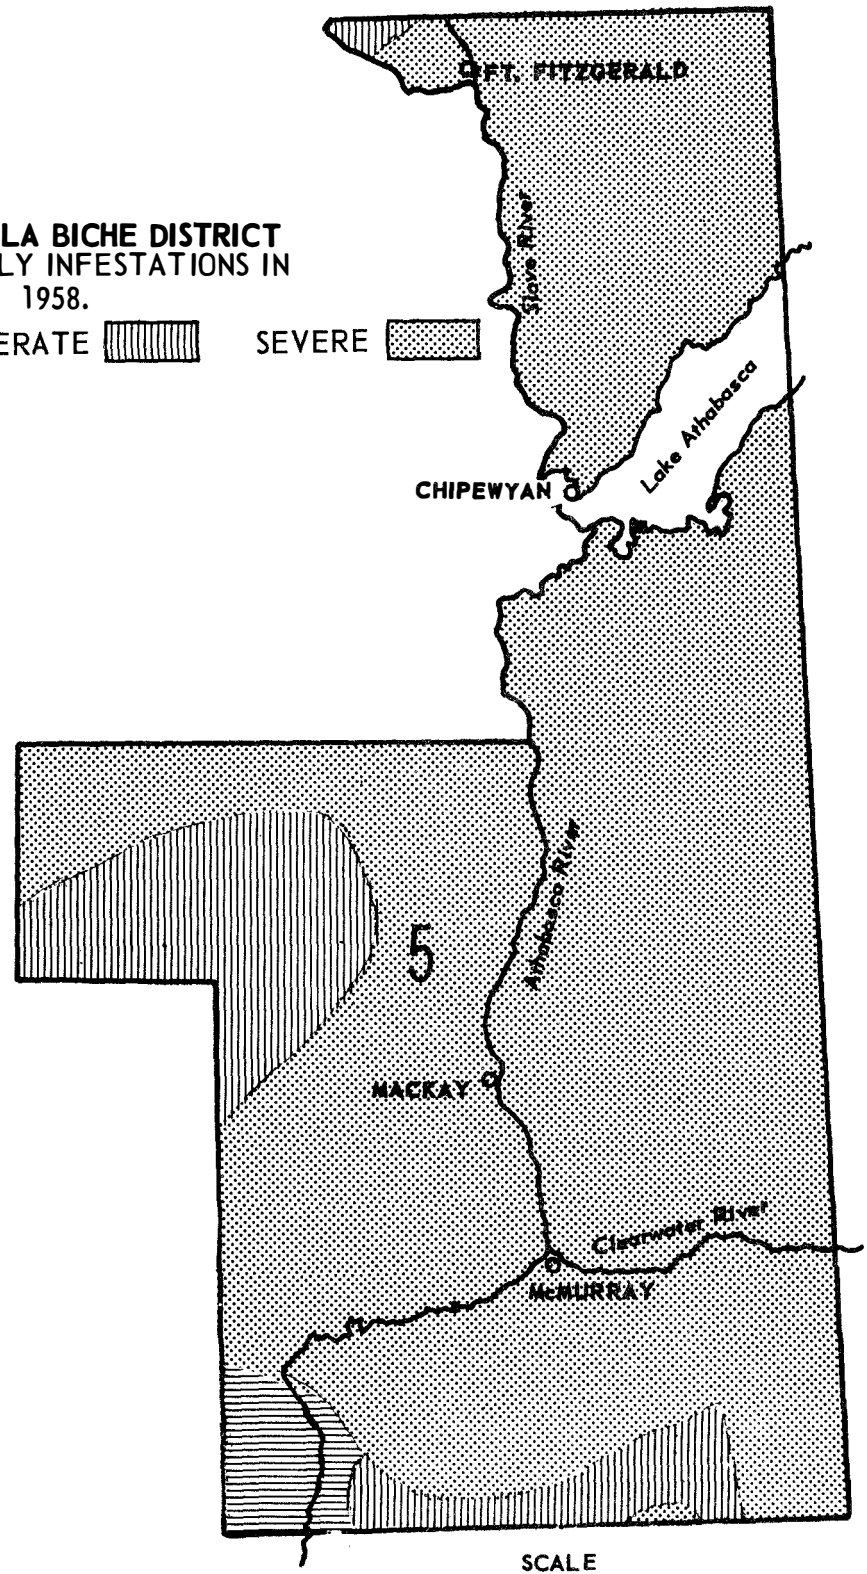 LA BICHE DISTRICT
LY INFESTATIONS IN
1958.
ERATE SEVERE
FT. FITZGERALD
Slave River
Lake Athabasca
CHIPEWYAN
Athabasca River
5
MACKAY
Clearwater River
McMURRAY
SCALE